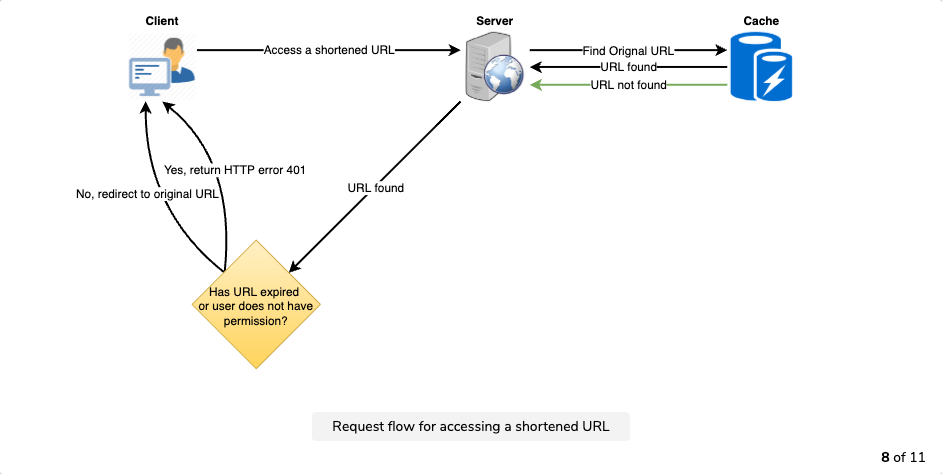 Client
Server
Cache
Access a shortened URL
Find Orignal URL
URL found
URL not found
Yes, return HTTP error 401
No, redirect to original URL
URL found
Has URL expired
or user does not have
permission?
Request flow for accessing a shortened URL
8 of 11